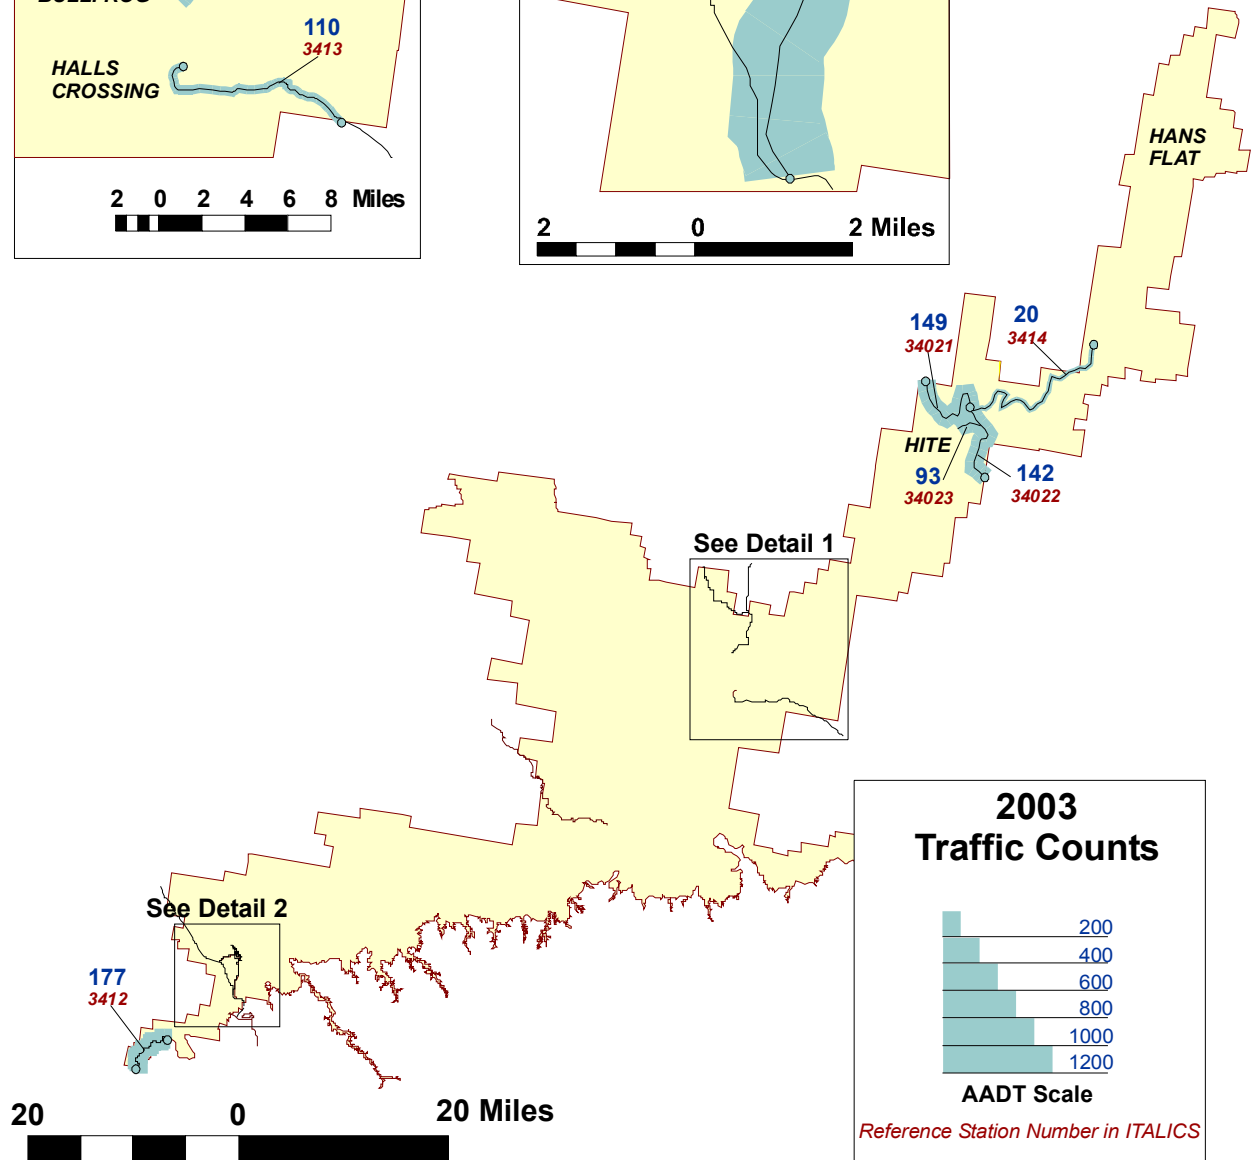 110
3413
HALLS
CROSSING
2 0 2 4 6 8 Miles
2 0 2 Miles
HANS
FLAT
149
34021
20
3414
HITE
93
34023
142
34022
See Detail 1
See Detail 2
177
3412
20 0 20 Miles
2003
Traffic Counts
200
400
600
800
1000
1200
AADT Scale
Reference Station Number in ITALICS